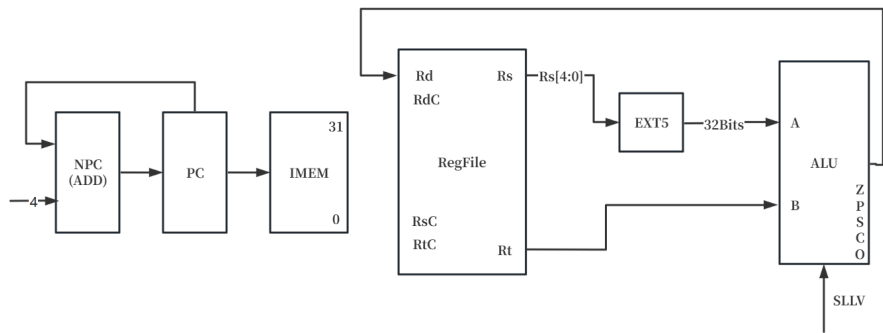 4
NPC
(ADD)
PC
31
IMEM
0
Rd
RdC
Rs
RegFile
RsC
RtC
Rt
Rs[4:0]
EXT5
32Bits
A
ALU
B
Z
P
S
C
O
SLLV